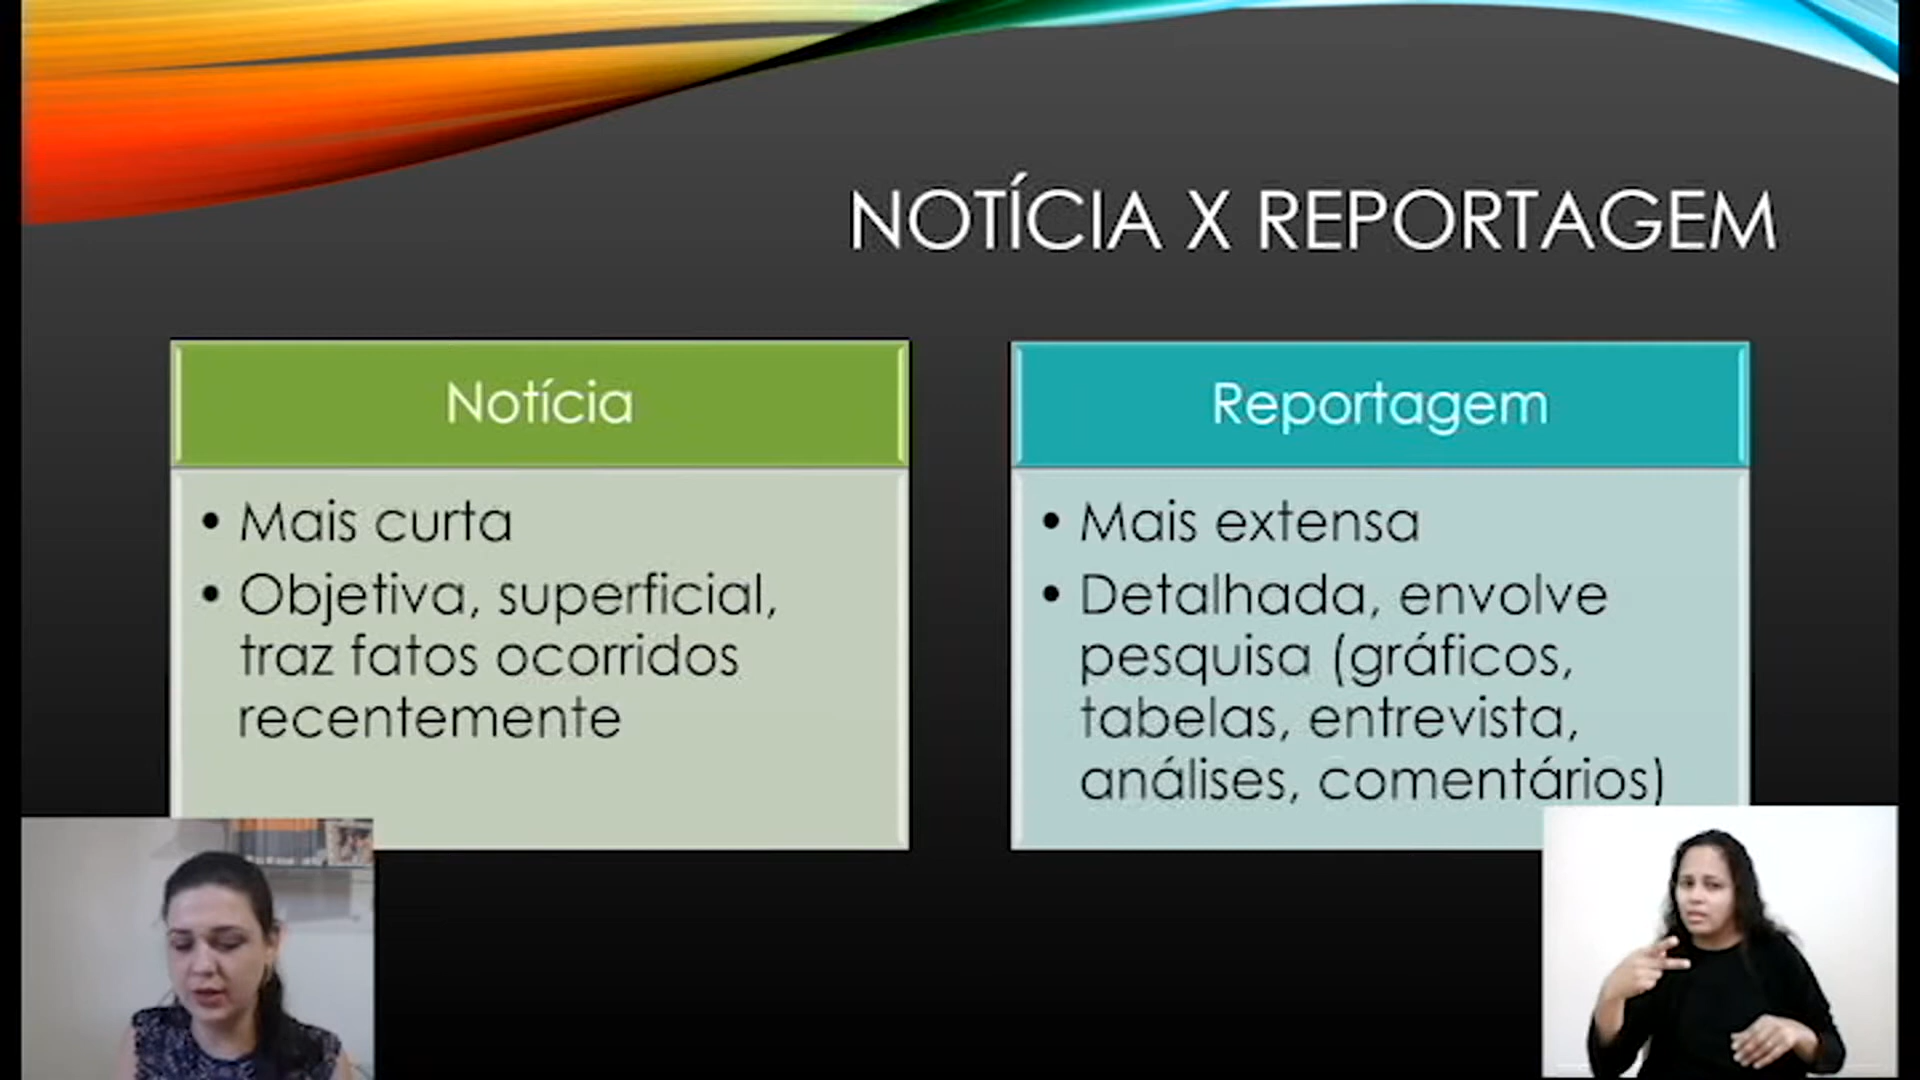 NOTÍCIA X REPORTAGEM
Notícia
• Mais curta
• Objetiva, superficial,
traz fatos ocorridos
recentemente
Reportagem
• Mais extensa
• Detalhada, envolve
pesquisa (gráficos,
tabelas, entrevista,
análises, comentários)